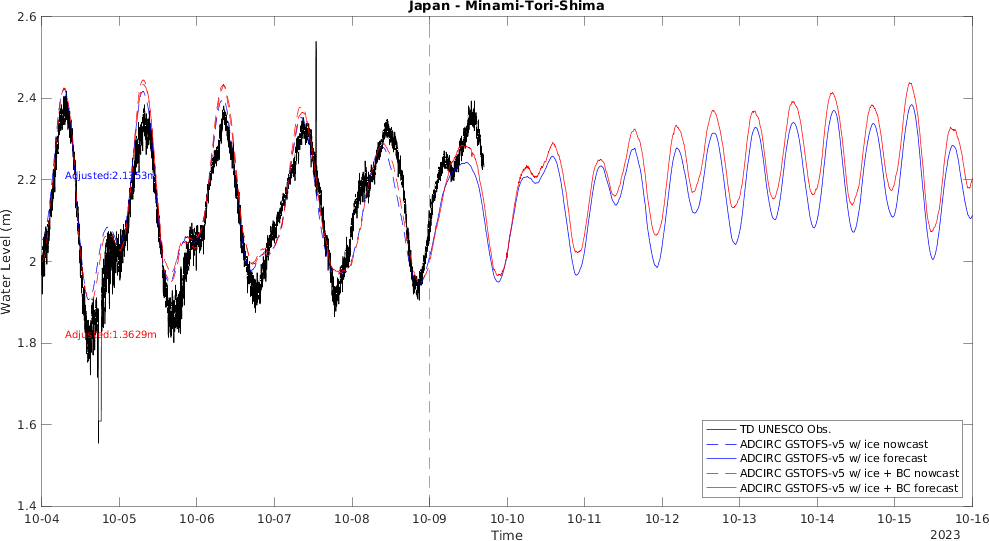 Japan - Minami-Tori-Shima
2.6
2.4
2.2
2
1.8
1.6
1.4
Water Level (m)
Adjusted:2.1353m
Adjusted:1.3629m
TD UNESCO Obs.
ADCIRC GSTOFS-v5 w/ ice nowcast
ADCIRC GSTOFS-v5 w/ ice forecast
ADCIRC GSTOFS-v5 w/ ice + BC nowcast
ADCIRC GSTOFS-v5 w/ ice + BC forecast
10-04 10-05 10-06 10-07 10-08 10-09 10-10 10-11 10-12 10-13 10-14 10-15 10-16
Time
2023